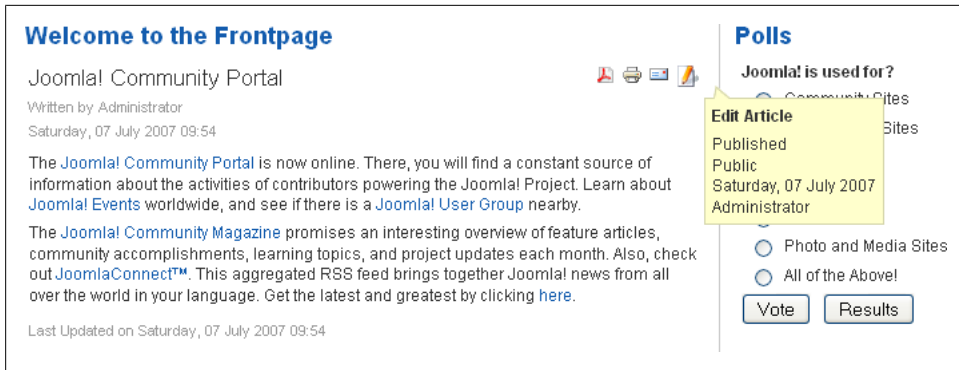 Welcome to the Frontpage
Joomla! Community Portal
Written by Administrator
Saturday, 07 July 2007 09:54
The Joomla! Community Portal is now online. There, you will find a constant source of
information about the activities of contributors powering the Joomla! Project. Learn about
Joomla! Events worldwide, and see if there is a Joomla! User Group nearby.
The Joomla! Community Magazine promises an interesting overview of feature articles,
community accomplishments, learning topics, and project updates each month. Also, check
out JoomlaConnect™. This aggregated RSS feed brings together Joomla! news from all
over the world in your language. Get the latest and greatest by clicking here.
Last Updated on Saturday, 07 July 2007 09:54
Polls
Joomla! is used for?
Community Sites
Sites
Edit Article
Published
Public
Saturday, 07 July 2007
Administrator
Photo and Media Sites
All of the Above!
Vote Results